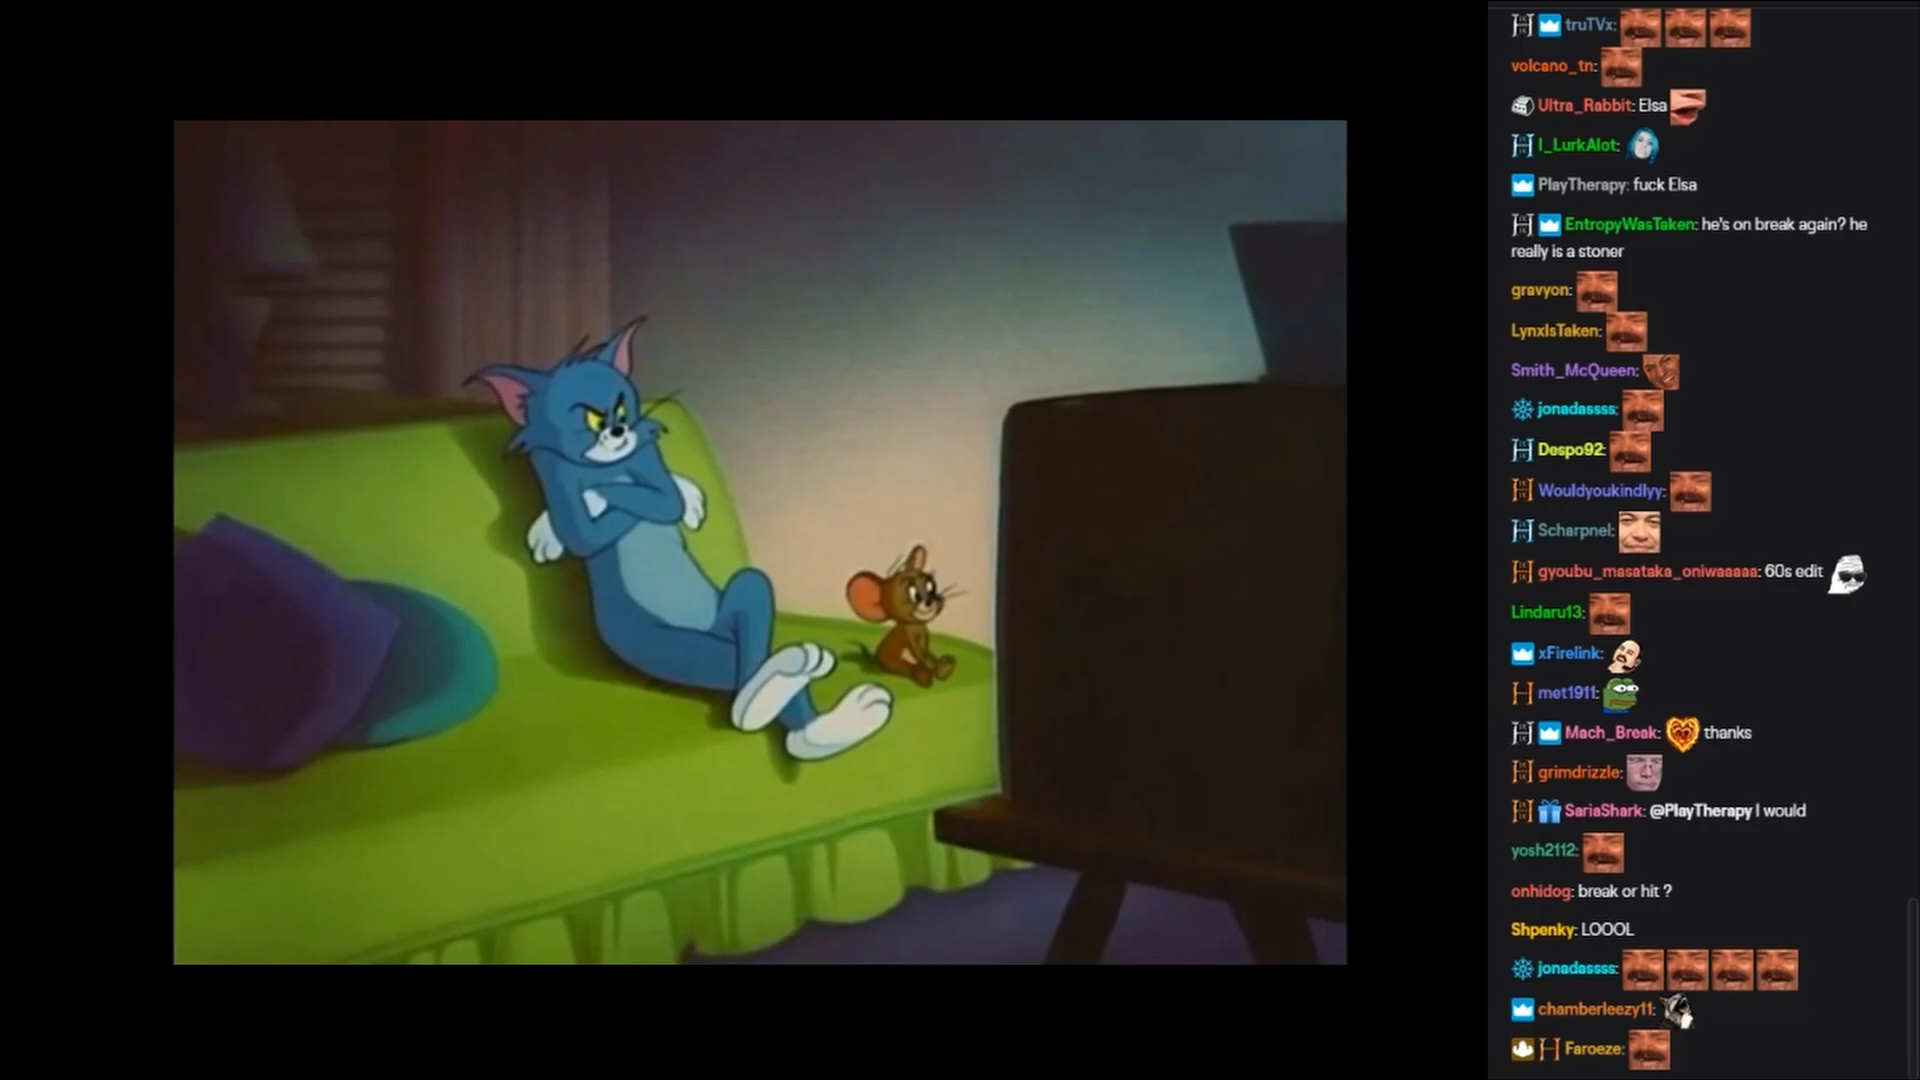 truTVx:
volcano_tn:
Ultra_Rabbit: Elsa
I_LurkAlot:
PlayTherapy: fuck Elsa
EntropyWasTaken: he's on break again? he
really is a stoner
gravyon:
LynxIsTaken:
Smith_McQueen:
jonadassss:
Despo92:
Wouldyoukindlyy:
Scharpnel:
gyoubu_masataka_oniwaaaaa: 60s edit
Lindaru13:
xFirelink:
met1911:
Mach_Break: thanks
grimdrizzle:
SariaShark: @PlayTherapy I would
yosh2112:
onhidog: break or hit ?
Shpenky: LOOOL
jonadassss:
chamberleezy11:
Faroeze: